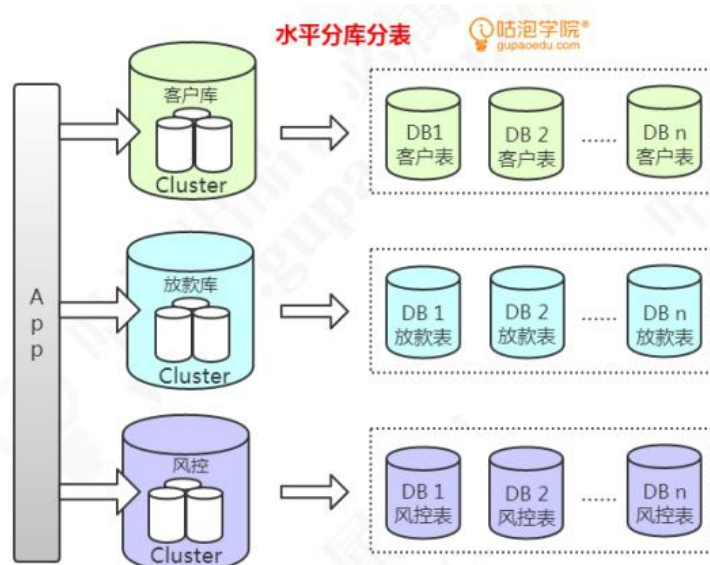 水平分库分表
咕泡学院®
gupaoedu.com
App
客户库
Cluster
DB1
客户表
DB 2
客户表
......
DB n
客户表
放款库
Cluster
DB 1
放款表
DB 2
放款表
......
DB n
放款表
风控
Cluster
DB 1
风控表
DB 2
风控表
......
DB n
风控表